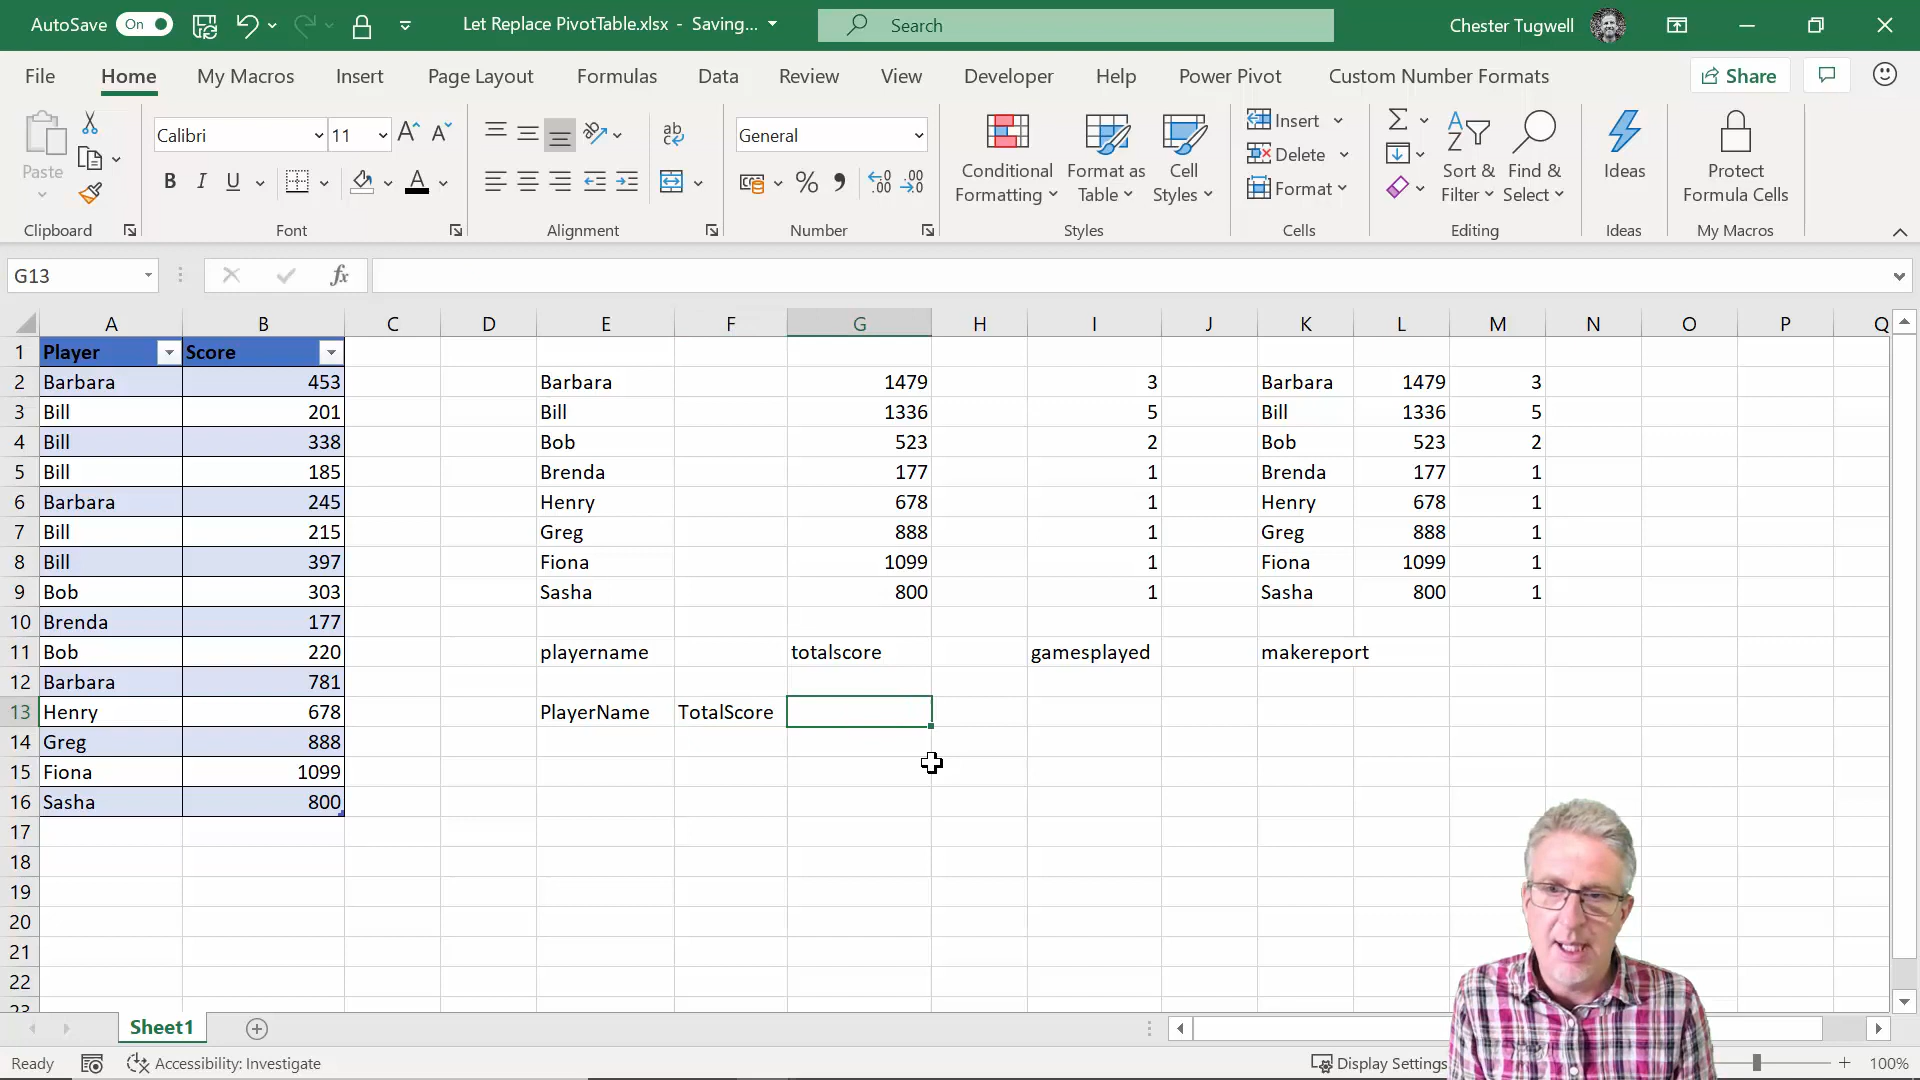 AutoSave On Let Replace PivotTable.xlsx - Saving... Search Chester Tugwell
File Home My Macros Insert Page Layout Formulas Data Review View Developer Help Power Pivot Custom Number Formats Share
Paste Calibri 11 ab General Conditional Formatting Format as Table Cell Styles Insert Delete Format Sort & Filter Find & Select Ideas Protect Formula Cells
Clipboard Font Alignment Number Styles Cells Editing Ideas My Macros
G13 fx
A B C D E F G H I J K L M N O P Q
1 Player Score
2 Barbara 453 Barbara 1479 3 Barbara 1479 3
3 Bill 201 Bill 1336 5 Bill 1336 5
4 Bill 338 Bob 523 2 Bob 523 2
5 Bill 185 Brenda 177 1 Brenda 177 1
6 Barbara 245 Henry 678 1 Henry 678 1
7 Bill 215 Greg 888 1 Greg 888 1
8 Bill 397 Fiona 1099 1 Fiona 1099 1
9 Bob 303 Sasha 800 1 Sasha 800 1
10 Brenda 177
11 Bob 220 playername totalscore gamesplayed makereport
12 Barbara 781
13 Henry 678 PlayerName TotalScore
14 Greg 888
15 Fiona 1099
16 Sasha 800
17
18
19
20
21
22
23
Sheet1
Ready Accessibility: Investigate Display Settings 100%